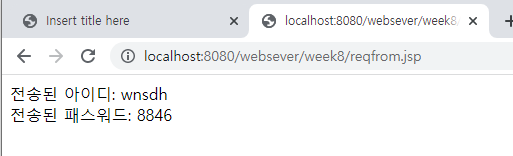 Insert title here
localhost:8080/websever/week8
localhost:8080/websever/week8/reqfrom.jsp
전송된 아이디: wnsdh
전송된 패스워드: 8846